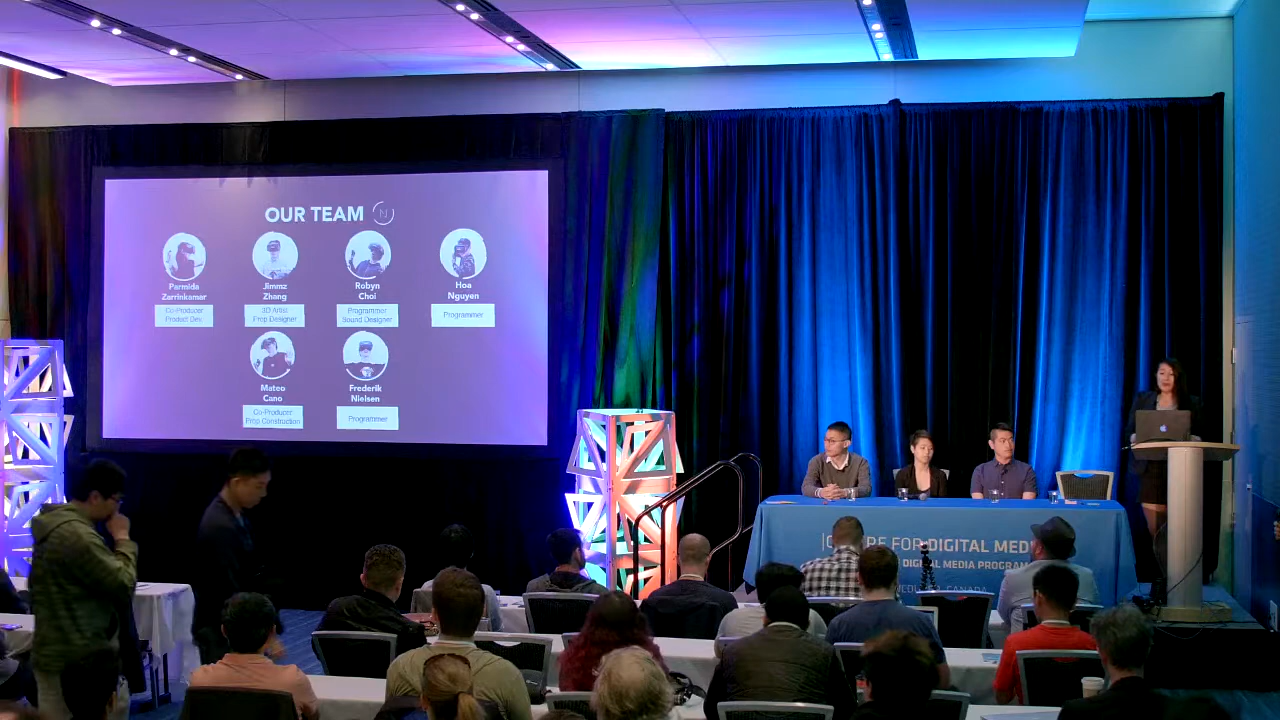 OUR TEAM
Parmida
Zarrinkamar
Co-Producer
Product Dev
Jimmz
Zhang
3D Artist
Prop Designer
Robyn
Choi
Programmer
Sound Designer
Hoa
Nguyen
Programmer
Mateo
Cano
Co-Producer
Prop Construction
Frederik
Nielsen
Programmer
FOR DIGITAL MEDI
DIGITAL MEDIA PROGRAM
CANADA